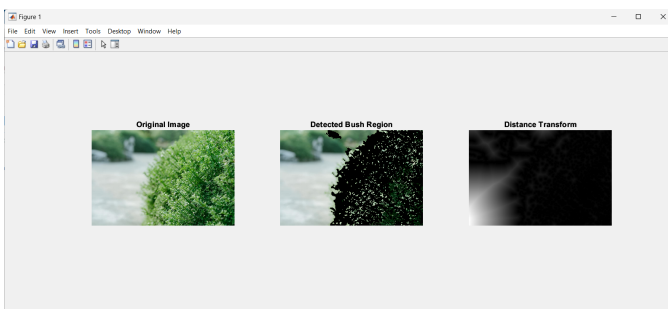 Figure 1
File Edit View Insert Tools Desktop Window Help
Original Image Detected Bush Region Distance Transform